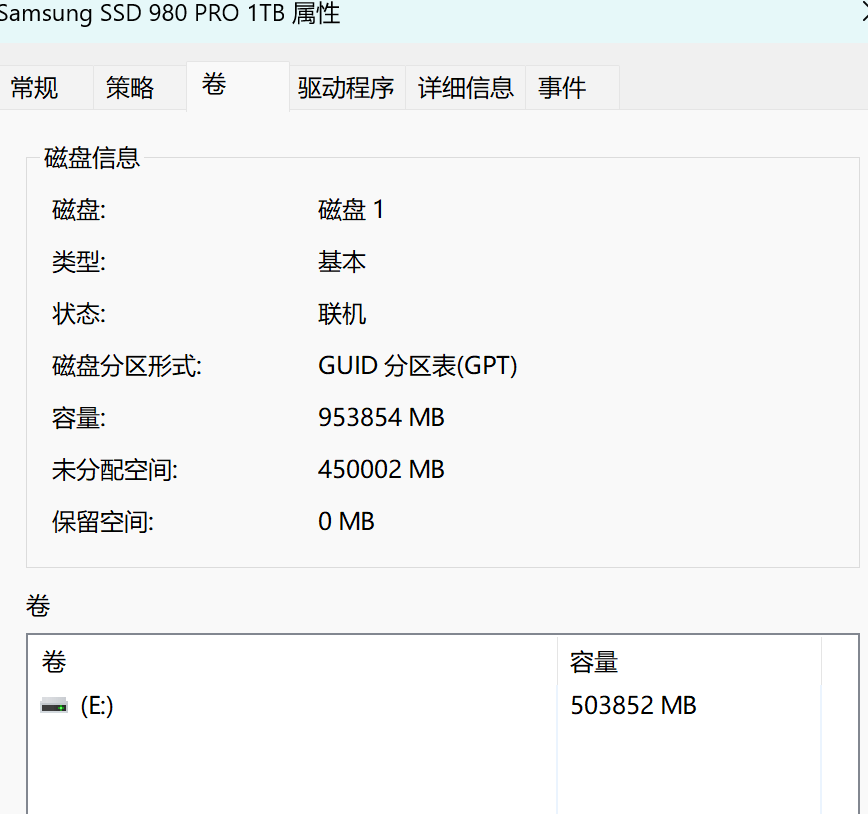 Samsung SSD 980 PRO 1TB 属性
常规 策略 卷 驱动程序 详细信息 事件
磁盘信息
磁盘: 磁盘 1
类型: 基本
状态: 联机
磁盘分区形式: GUID 分区表(GPT)
容量: 953854 MB
未分配空间: 450002 MB
保留空间: 0 MB
卷
卷 容量
(E:) 503852 MB